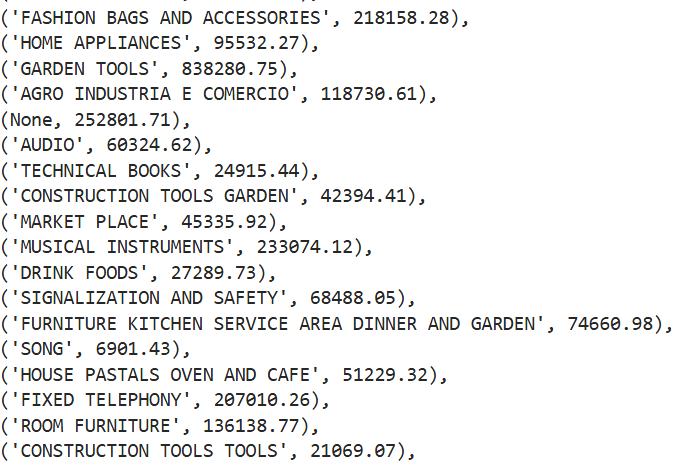 ('FASHION BAGS AND ACCESSORIES', 218158.28),
('HOME APPLIANCES', 95532.27),
('GARDEN TOOLS', 838280.75),
('AGRO INDUSTRIA E COMERCIO', 118730.61),
(None, 252801.71),
('AUDIO', 60324.62),
('TECHNICAL BOOKS', 24915.44),
('CONSTRUCTION TOOLS GARDEN', 42394.41),
('MARKET PLACE', 45335.92),
('MUSICAL INSTRUMENTS', 233074.12),
('DRINK FOODS', 27289.73),
('SIGNALIZATION AND SAFETY', 68488.05),
('FURNITURE KITCHEN SERVICE AREA DINNER AND GARDEN', 74660.98),
('SONG', 6901.43),
('HOUSE PASTALS OVEN AND CAFE', 51229.32),
('FIXED TELEPHONY', 207010.26),
('ROOM FURNITURE', 136138.77),
('CONSTRUCTION TOOLS TOOLS', 21069.07),